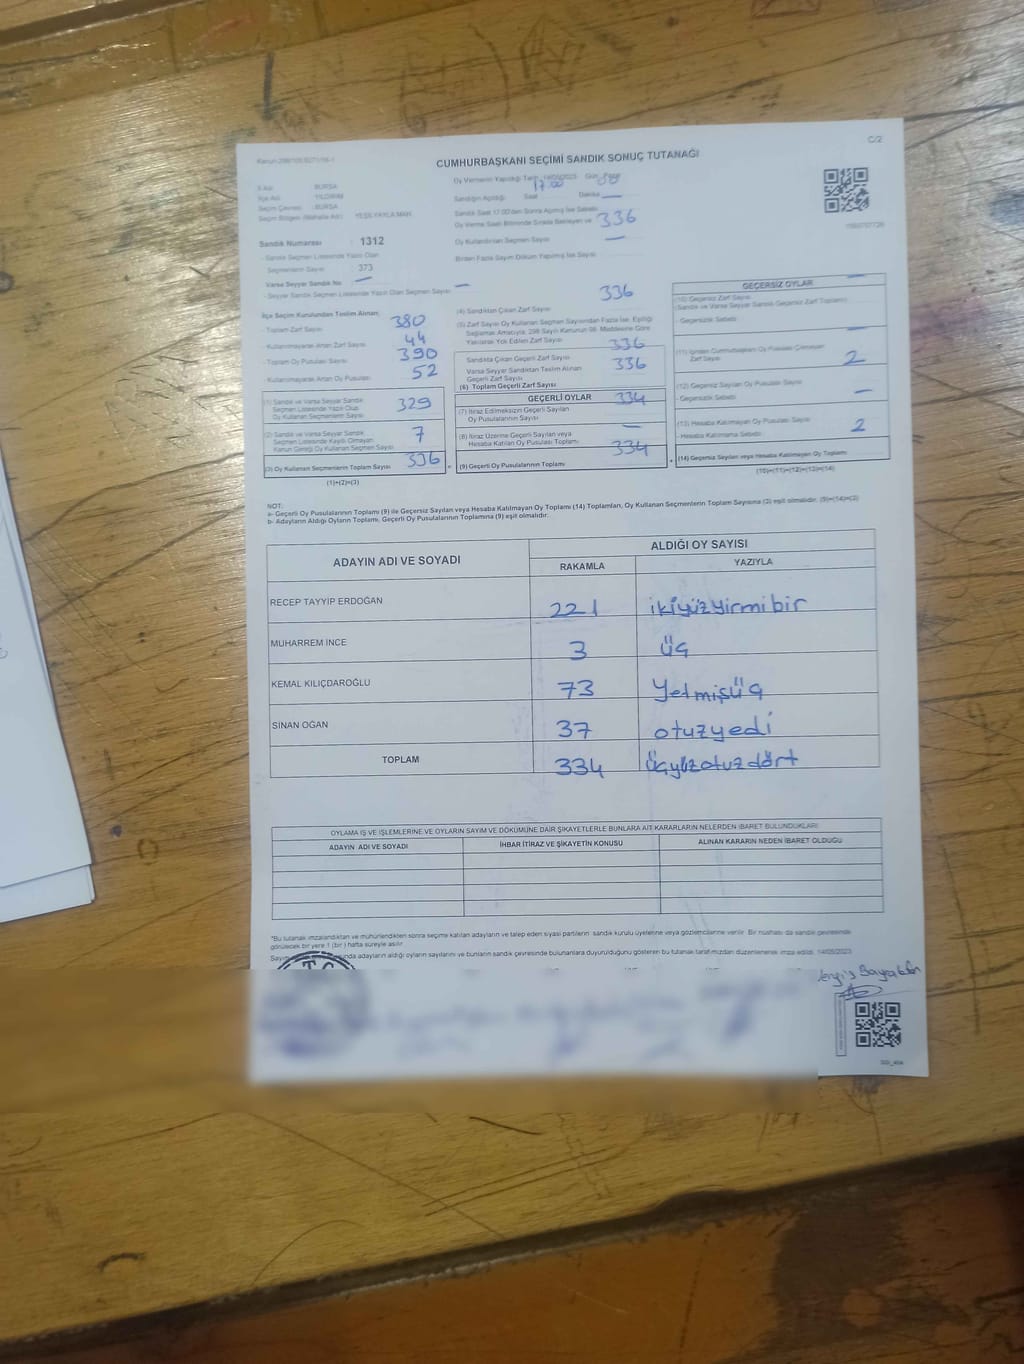 C/2
CUMHURBAŞKANI SEÇİMİ SANDIK SONUÇ TUTANAĞI
Oy Vermenin Yapıldığı Tarih 14/05/2023 Gün
İl Adı : BURSA
İlçe Adı : YILDIRIM
Seçim Çevresi : BURSA
Seçim Bölgesi (Mahalle Adı) : YEŞİLYAYLA MAH.
Sandığın Açıldığı Saat 17:00 Dakika —
Sandık Saat 17.00'den Sonra Açılmış İse Sebebi
Oy Verme Saati Bitiminde Sırada Bekleyen ve 336
Oy Kullandırılan Seçmen Sayısı —
Birden Fazla Sayım Döküm Yapılmış İse Sayısı
Sandık Numarası : 1312
- Sandık Seçmen Listesinde Yazılı Olan
Seçmenlerin Sayısı : 373
Varsa Seyyar Sandık No —
- Seyyar Sandık Seçmen Listesinde Yazılı Olan Seçmen Sayısı —
İlçe Seçim Kurulundan Teslim Alınan;
- Toplam Zarf Sayısı 380
- Kullanılmayarak Artan Zarf Sayısı 44
- Toplam Oy Pusulası Sayısı 390
- Kullanılmayarak Artan Oy Pusulası 52
(1) Sandık ve Varsa Seyyar Sandık
Seçmen Listesinde Yazılı Olup
Oy Kullanan Seçmenlerin Sayısı 329
(2) Sandık ve Varsa Seyyar Sandık
Seçmen Listesinde Kayıtlı Olmayan
Kanun Gereği Oy Kullanan Seçmen Sayısı 7
(3) Oy Kullanan Seçmenlerin Toplam Sayısı 336
(1)+(2)=(3)
(4) Sandıktan Çıkan Zarf Sayısı 336
(5) Zarf Sayısı Oy Kullanan Seçmen Sayısından Fazla İse, Eşitliği
Sağlamak Amacıyla, 298 Sayılı Kanunun 98. Maddesine Göre
Yakılarak Yok Edilen Zarf Sayısı 336
Sandıkta Çıkan Geçerli Zarf Sayısı 336
Varsa Seyyar Sandıktan Teslim Alınan
Geçerli Zarf Sayısı
(6) Toplam Geçerli Zarf Sayısı
GEÇERLİ OYLAR 334
(7) İtiraz Edilmeksizin Geçerli Sayılan
Oy Pusulalarının Sayısı
(8) İtiraz Üzerine Geçerli Sayılan veya —
Hesaba Katılan Oy Pusulası Toplamı
(9) Geçerli Oy Pusulalarının Toplamı 334
GEÇERSİZ OYLAR
(10) Geçersiz Zarf Sayısı
(Sandık ve Varsa Seyyar Sandık Geçersiz Zarf Toplamı)
- Geçersizlik Sebebi
(11) İçinden Cumhurbaşkanı Oy Pusulası Çıkmayan
Zarf Sayısı 2
(12) Geçersiz Sayılan Oy Pusulası Sayısı
- Geçersizlik Sebebi —
(13) Hesaba Katılmayan Oy Pusulası Sayısı
- Hesaba Katılmama Sebebi 2
(14) Geçersiz Sayılan veya Hesaba Katılmayan Oy Toplamı
(10)+(11)+(12)+(13)=(14)
NOT:
a- Geçerli Oy Pusulalarının Toplamı (9) ile Geçersiz Sayılan veya Hesaba Katılmayan Oy Toplamı (14) Toplamları, Oy Kullanan Seçmenlerin Toplam Sayısına (3) eşit olmalıdır. (9)+(14)=(3)
b- Adayların Aldığı Oyların Toplamı, Geçerli Oy Pusulalarının Toplamına (9) eşit olmalıdır.
ADAYIN ADI VE SOYADI
ALDIĞI OY SAYISI
RAKAMLA YAZIYLA
RECEP TAYYİP ERDOĞAN 221 ikiyüzyirmibir
MUHARREM İNCE 3 üç
KEMAL KILIÇDAROĞLU 73 Yetmişüç
SİNAN OĞAN 37 otuzyedi
TOPLAM 334 üçyüzotuzdört
OYLAMA İŞ VE İŞLEMLERİNE VE OYLARIN SAYIM VE DÖKÜMÜNE DAİR ŞİKAYETLERLE BUNLARA AİT KARARLARIN NELERDEN İBARET BULUNDUKLARI
ADAYIN ADI VE SOYADI İHBAR İTİRAZ VE ŞİKAYETİN KONUSU ALINAN KARARIN NEDEN İBARET OLDUĞU
*Bu tutanak imzalandıktan ve mühürlendikten sonra seçime katılan adayların ve talep eden siyasi partilerin sandık kurulu üyelerine veya gözlemcilerine verilir. Bir nüshası da sandık çevresinde
görülecek bir yere 1 (bir) hafta süreyle asılır.
adayların aldığı oyların sayılarını ve bunların sandık çevresinde bulunanlara duyurulduğunu gösteren bu tutanak tarafımızdan düzenlenerek imza edildi. 14/05/2023
T.C.